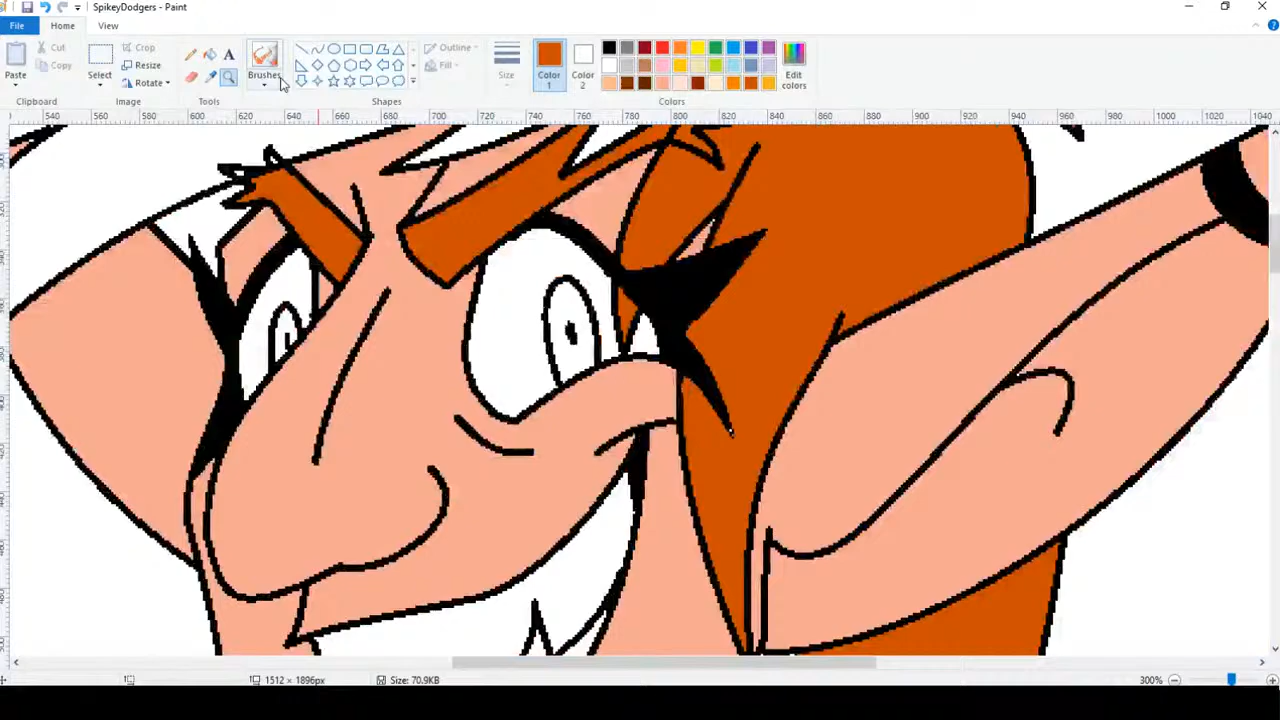 SpikeyDodgers - Paint
File Home View
Paste
Cut
Copy
Clipboard
Select
Crop
Resize
Rotate
Image
A
Tools
Brushes
Outline
Fill
Shapes
Size
Color 1
Color 2
Edit colors
Colors
540 560 580 600 620 640 660 680 700 720 740 760 780 800 820 840 860 880 900 920 940 960 980 1000 1020 1040
1512 × 1896px
Size: 70.9KB
300%